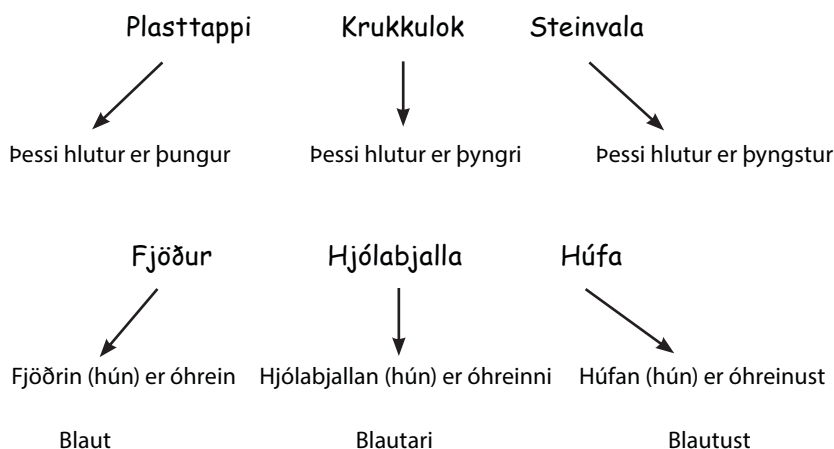 Plasttappi Krukkulok Steinvala
Þessi hlutur er þungur Þessi hlutur er þyngri Þessi hlutur er þyngstur
Fjöður Hjólabjalla Húfa
Fjöðrin (hún) er óhrein Hjólabjallan (hún) er óhreinni Húfan (hún) er óhreinust
Blaut Blautari Blautust